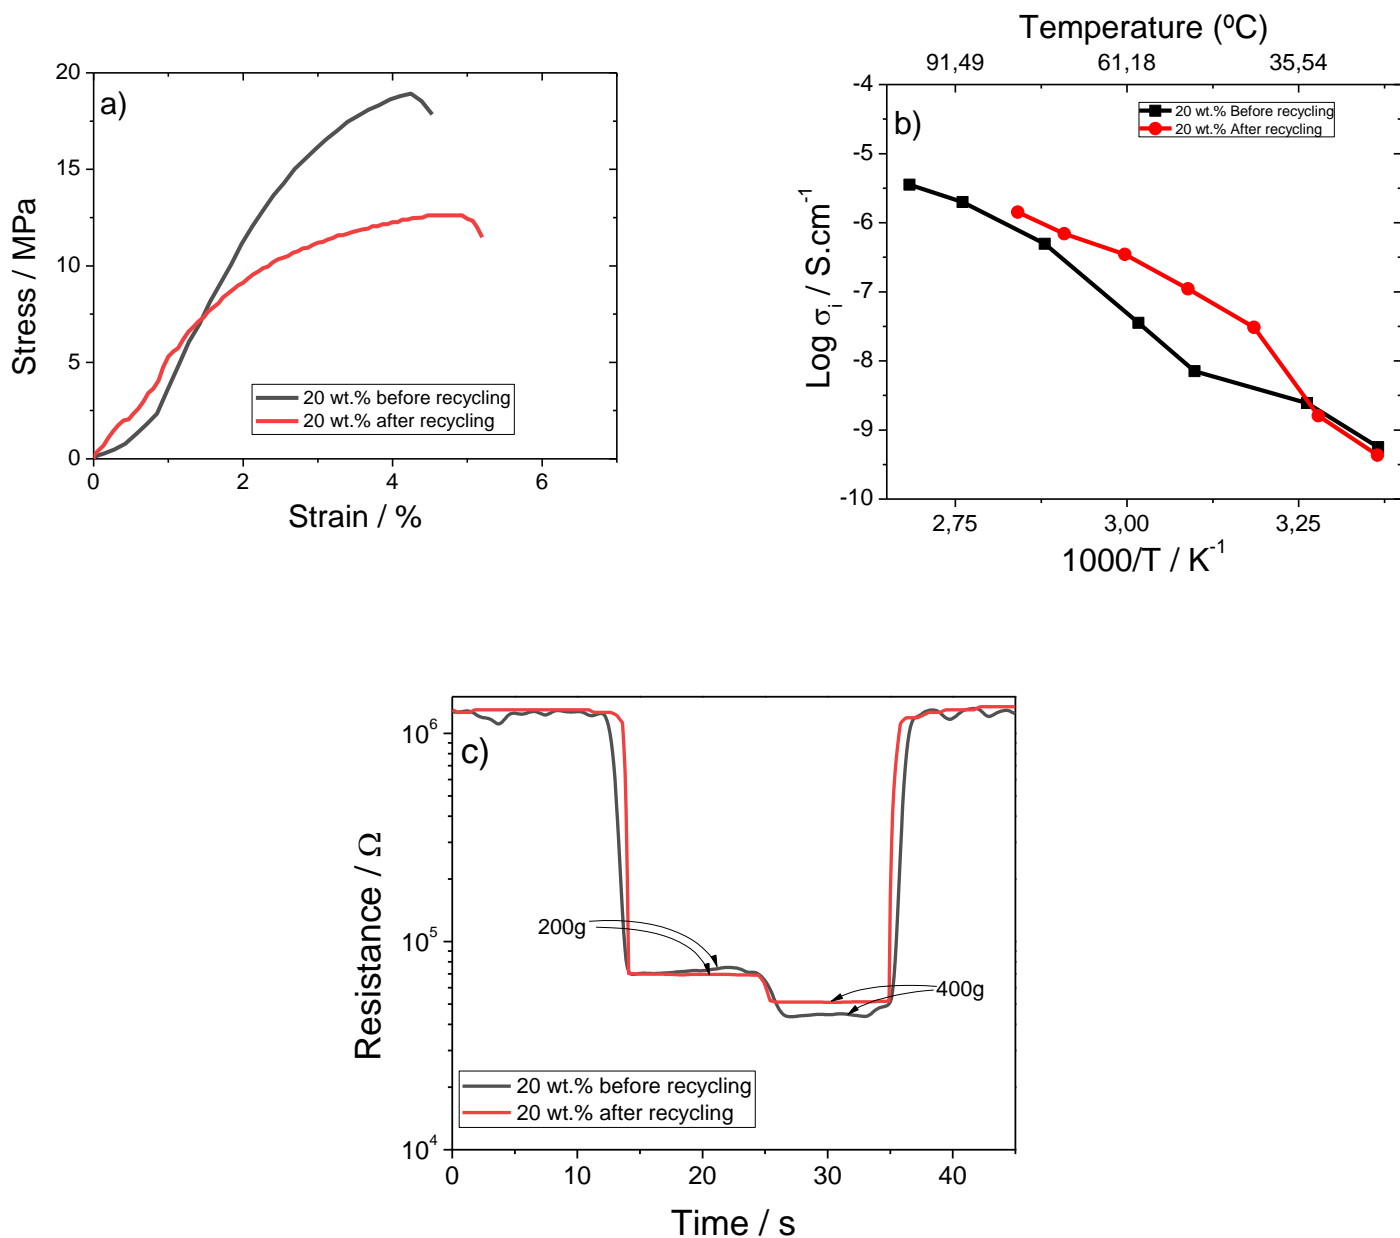 a)
20
15
10
5
0
0
2
4
6
Stress / MPa
Strain / %
20 wt.% before recycling
20 wt.% after recycling
Temperature (ºC)
91,49
61,18
35,54
b)
20 wt.% Before recycling
20 wt.% After recycling
-4
-5
-6
-7
-8
-9
-10
Log σi / S.cm-1
2,75
3,00
3,25
1000/T / K-1
c)
10^6
10^5
10^4
Resistance / Ω
200g
400g
20 wt.% before recycling
20 wt.% after recycling
0
10
20
30
40
Time / s